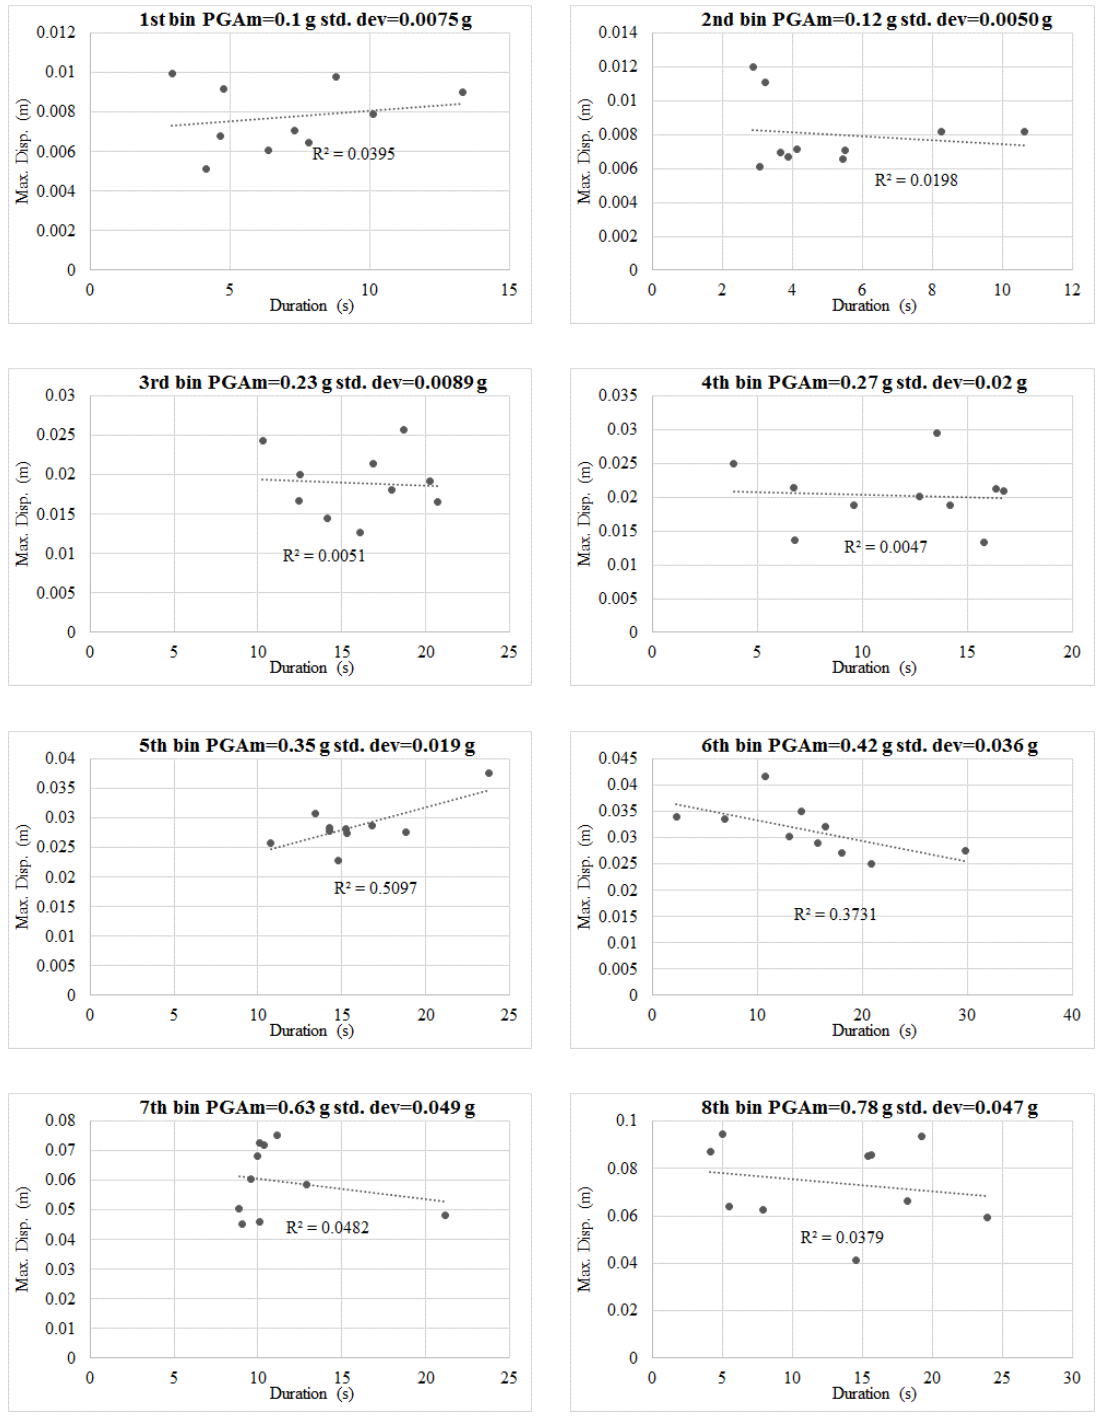 1st bin PGAm=0.1 g std. dev=0.0075 g
0.012
0.01
0.008
0.006
0.004
0.002
0
Max. Disp. (m)
R² = 0.0395
0 5 10 15
Duration (s)
2nd bin PGAm=0.12 g std. dev=0.0050 g
0.014
0.012
0.01
0.008
0.006
0.004
0.002
0
Max. Disp. (m)
R² = 0.0198
0 2 4 6 8 10 12
Duration (s)
3rd bin PGAm=0.23 g std. dev=0.0089 g
0.03
0.025
0.02
0.015
0.01
0.005
0
Max. Disp. (m)
R² = 0.0051
0 5 10 15 20 25
Duration (s)
4th bin PGAm=0.27 g std. dev=0.02 g
0.035
0.03
0.025
0.02
0.015
0.01
0.005
0
Max. Disp. (m)
R² = 0.0047
0 5 10 15 20
Duration (s)
5th bin PGAm=0.35 g std. dev=0.019 g
0.04
0.035
0.03
0.025
0.02
0.015
0.01
0.005
0
Max. Disp. (m)
R² = 0.5097
0 5 10 15 20 25
Duration (s)
6th bin PGAm=0.42 g std. dev=0.036 g
0.045
0.04
0.035
0.03
0.025
0.02
0.015
0.01
0.005
0
Max. Disp. (m)
R² = 0.3731
0 10 20 30 40
Duration (s)
7th bin PGAm=0.63 g std. dev=0.049 g
0.08
0.07
0.06
0.05
0.04
0.03
0.02
0.01
0
Max. Disp. (m)
R² = 0.0482
0 5 10 15 20 25
Duration (s)
8th bin PGAm=0.78 g std. dev=0.047 g
0.1
0.08
0.06
0.04
0.02
0
Max. Disp. (m)
R² = 0.0379
0 5 10 15 20 25 30
Duration (s)